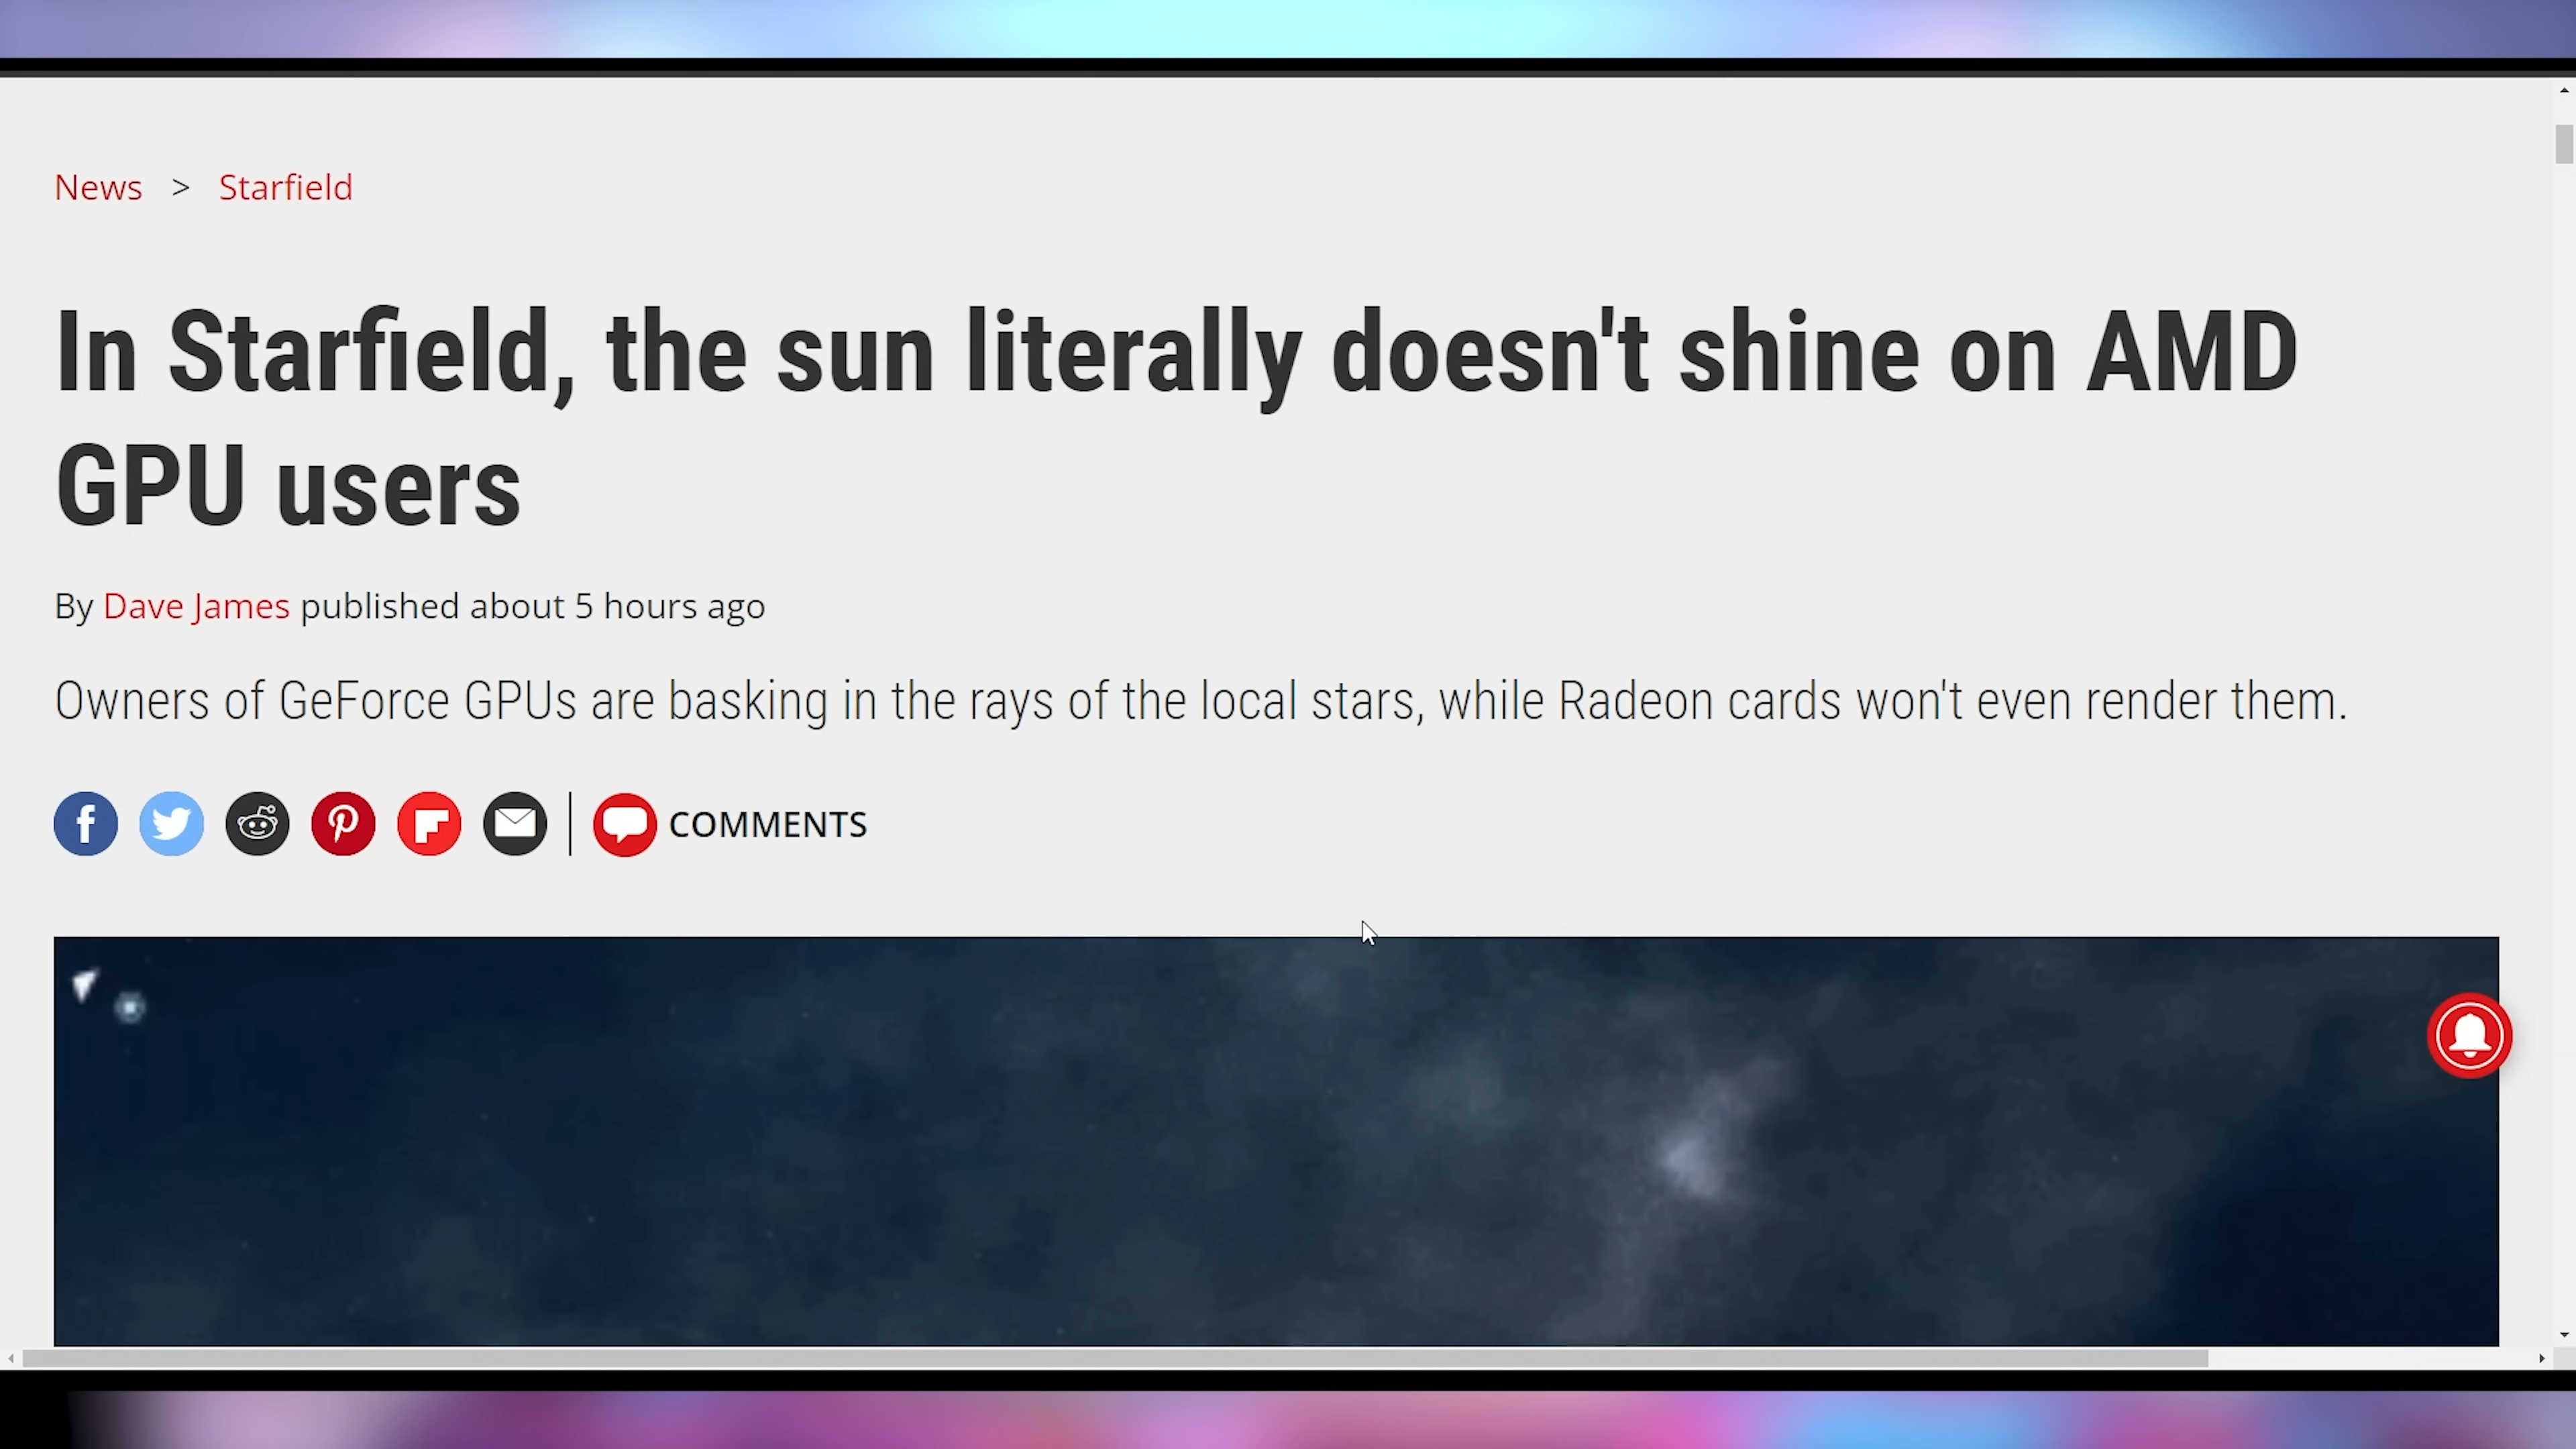 News > Starfield
In Starfield, the sun literally doesn't shine on AMD
GPU users
By Dave James published about 5 hours ago
Owners of GeForce GPUs are basking in the rays of the local stars, while Radeon cards won't even render them.
COMMENTS